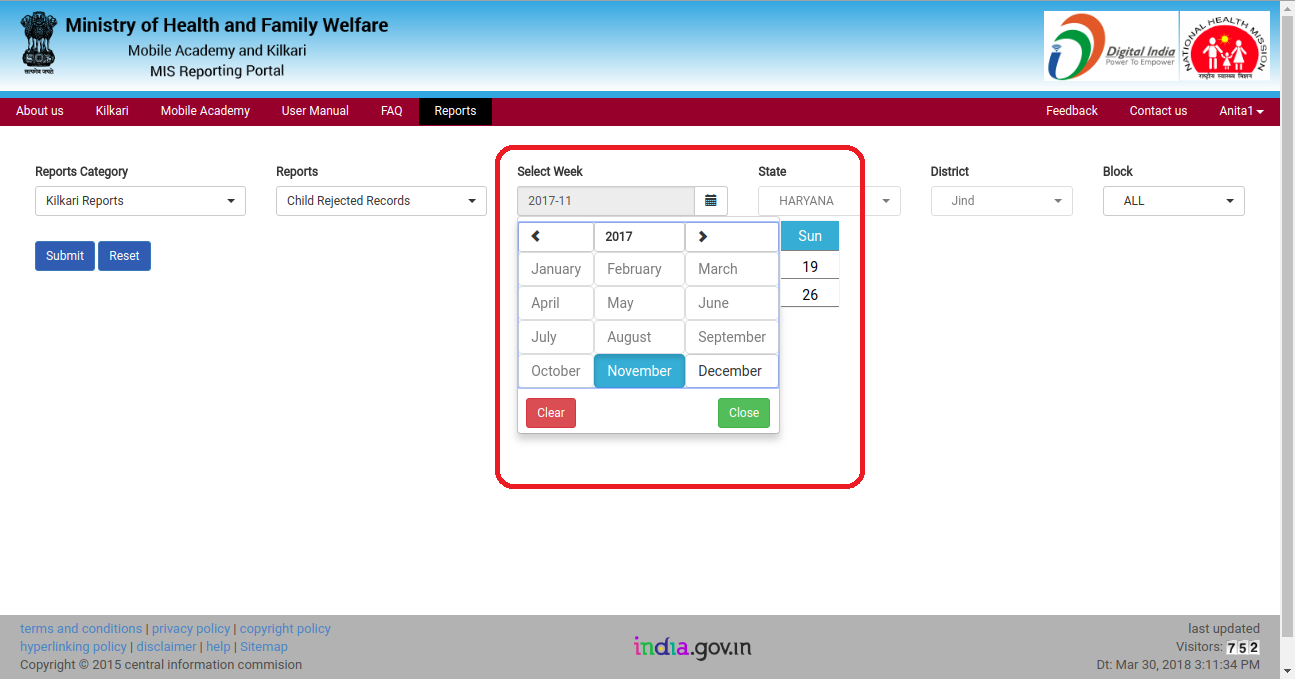 Ministry of Health and Family Welfare
Mobile Academy and Kilkari
MIS Reporting Portal
सत्यमेव जयते
Digital India
Power To Empower
NATIONAL HEALTH MISSION
राष्ट्रीय स्वास्थ्य मिशन
About us Kilkari Mobile Academy User Manual FAQ Reports Feedback Contact us Anita1
Reports Category Reports Select Week State District Block
Kilkari Reports Child Rejected Records 2017-11 HARYANA Jind ALL
2017 Sun
January February March 19
April May June 26
July August September
October November December
Clear Close
Submit Reset
terms and conditions | privacy policy | copyright policy
hyperlinking policy | disclaimer | help | Sitemap
Copyright © 2015 central information commision
india.gov.in
last updated
Visitors: 752
Dt: Mar 30, 2018 3:11:34 PM